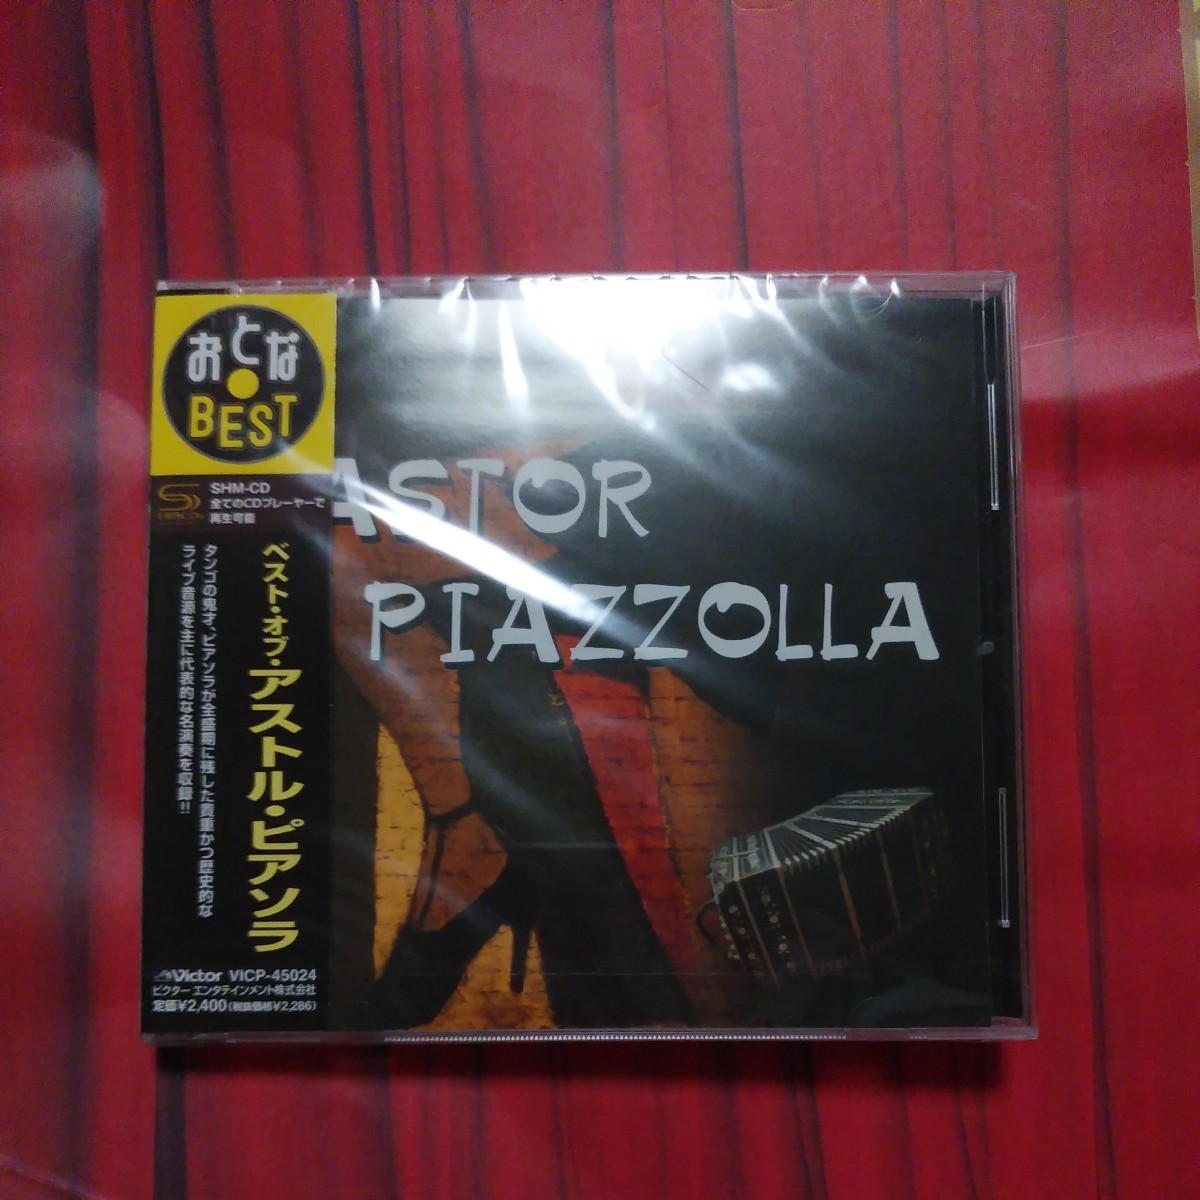 おとな
BEST
SHM-CD
全てのCDプレーヤーで
再生可能
ベスト・オブ・アストル・ピアソラ
タンゴの鬼才、ピアソラが全盛期に残した貴重かつ歴史的な
ライブ音源を主に代表的な名演奏を収録!!
Victor VICP-45024
ビクター エンタテインメント株式会社
定価¥2,400(税抜価格¥2,286)
ASTOR
PIAZZOLLA